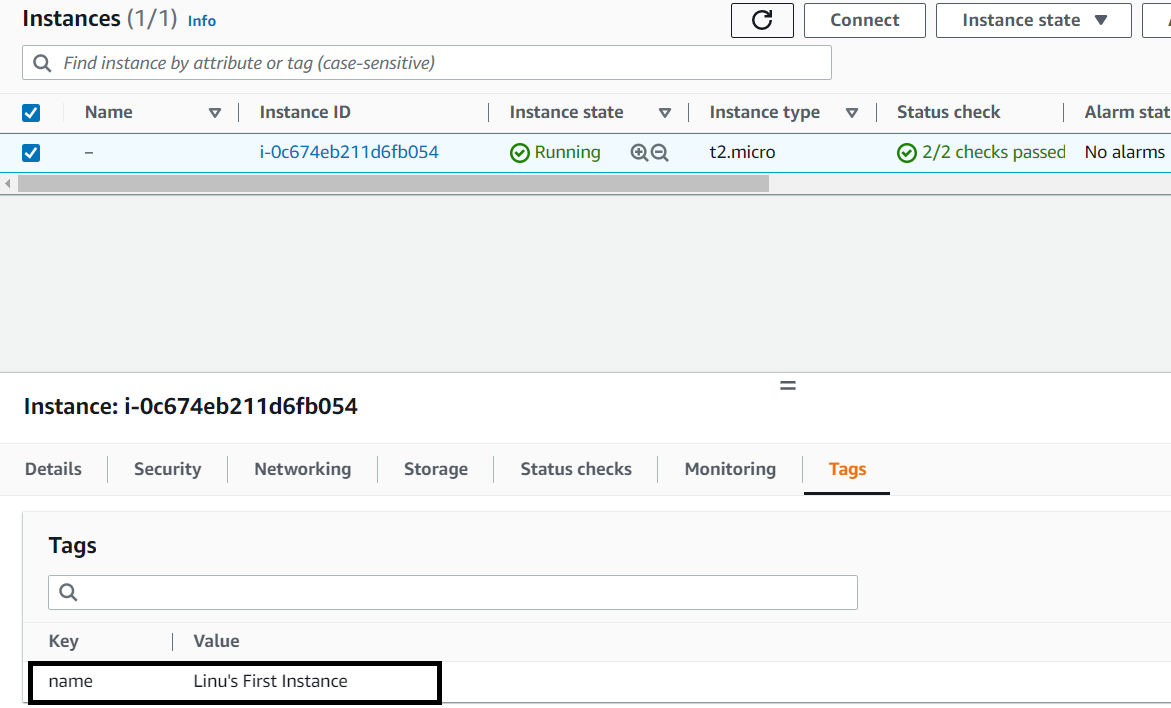 Instances (1/1) Info
Connect
Instance state
Find instance by attribute or tag (case-sensitive)
Name Instance ID Instance state Instance type Status check Alarm stat
– i-0c674eb211d6fb054 Running t2.micro 2/2 checks passed No alarms
Instance: i-0c674eb211d6fb054
Details Security Networking Storage Status checks Monitoring Tags
Tags
Key Value
name Linu's First Instance